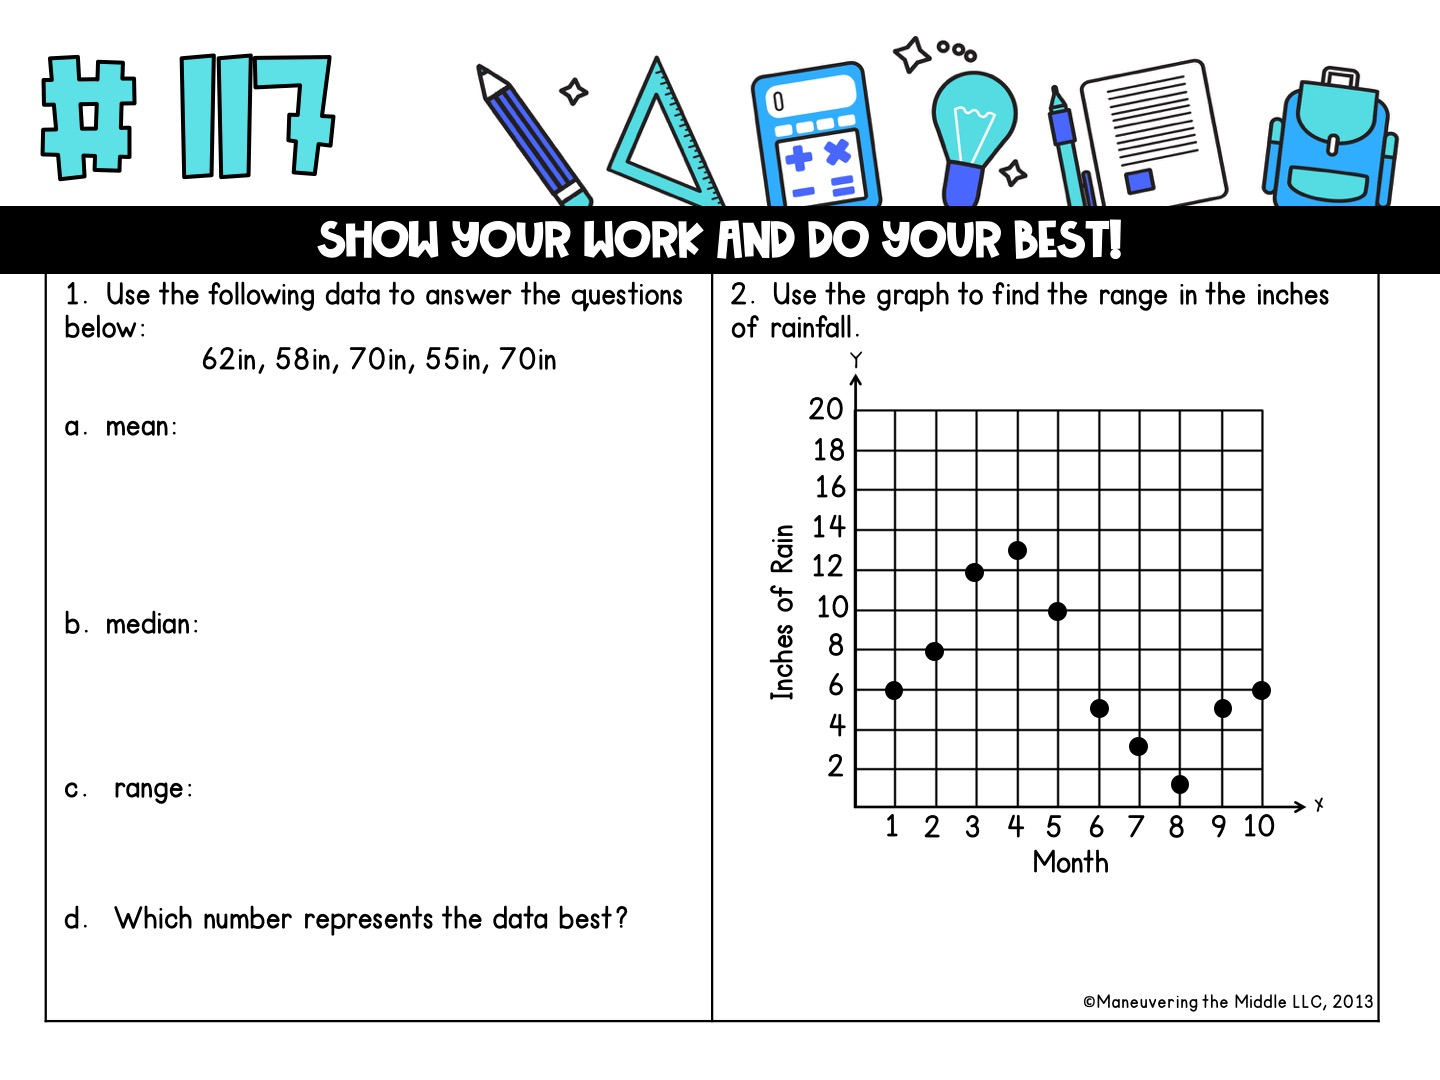 # 117
0
SHOW YOUR WORK AND DO YOUR BEST!
1. Use the following data to answer the questions
below:
62in, 58in, 70in, 55in, 70in
a. mean:
b. median:
c. range:
d. Which number represents the data best?
2. Use the graph to find the range in the inches
of rainfall.
Y
20
18
16
14
12
10
8
6
4
2
Inches of Rain
x
1 2 3 4 5 6 7 8 9 10
Month
©Maneuvering the Middle LLC, 2013